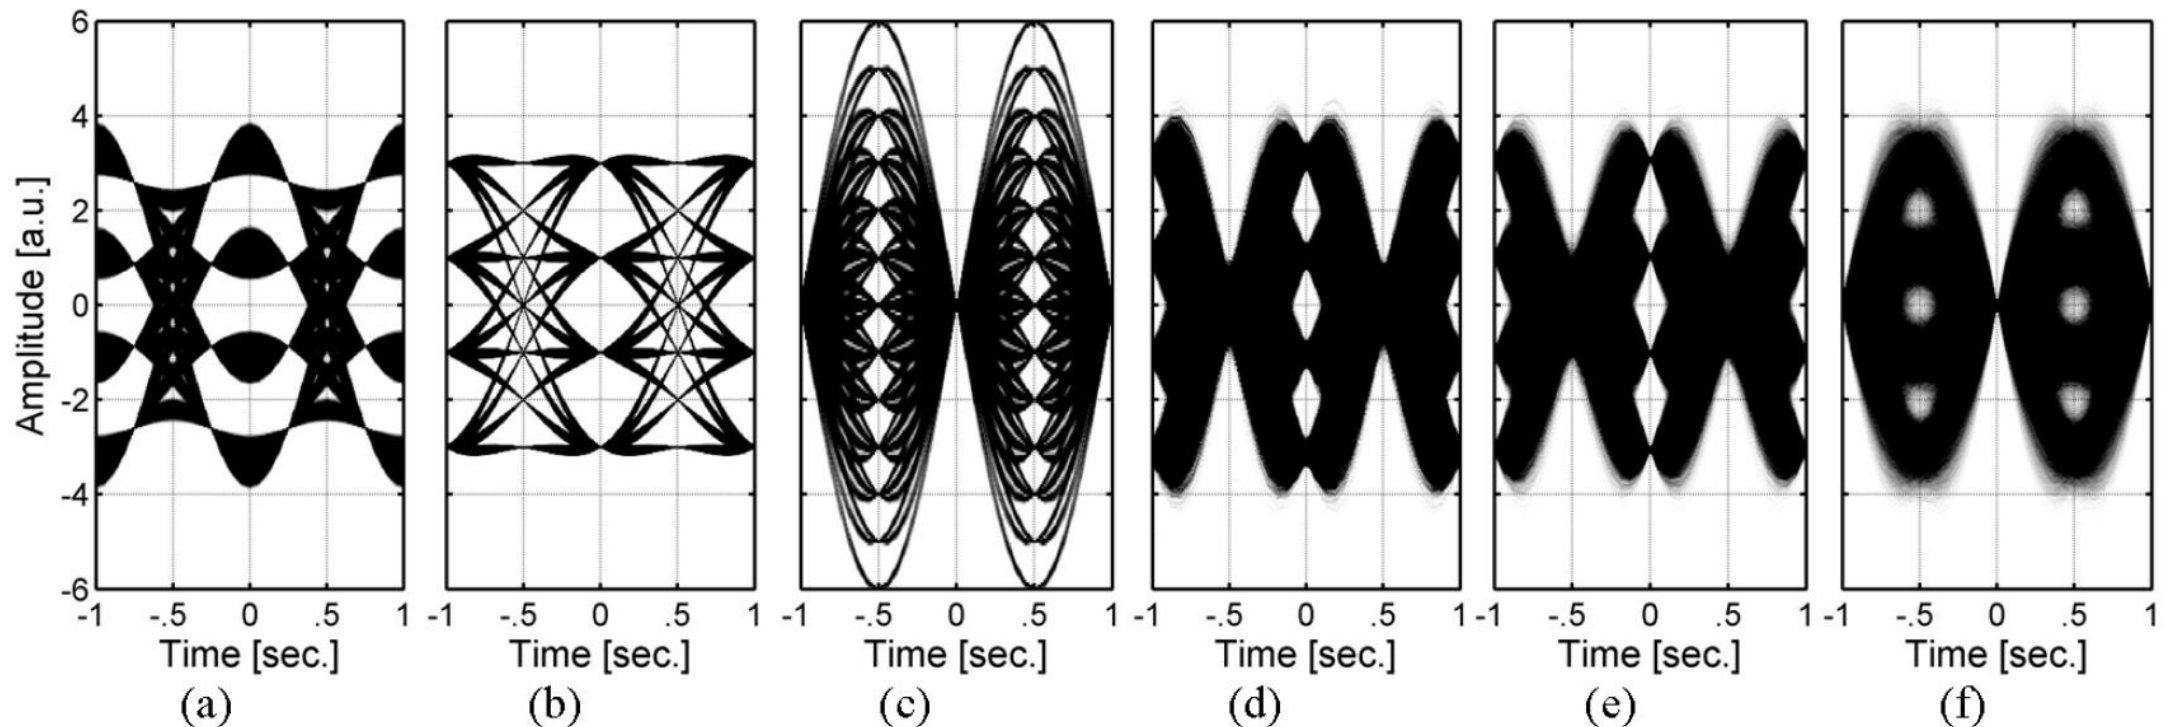 Amplitude [a.u.]
6
4
2
0
-2
-4
-6
-1 -.5 0 .5 1 -1 -.5 0 .5 1 -1 -.5 0 .5 1 -1 -.5 0 .5 1 -1 -.5 0 .5 1 -1 -.5 0 .5 1
Time [sec.] Time [sec.] Time [sec.] Time [sec.] Time [sec.] Time [sec.]
(a) (b) (c) (d) (e) (f)